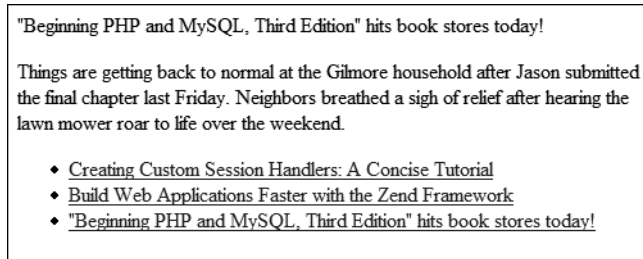 "Beginning PHP and MySQL, Third Edition" hits book stores today!
Things are getting back to normal at the Gilmore household after Jason submitted
the final chapter last Friday. Neighbors breathed a sigh of relief after hearing the
lawn mower roar to life over the weekend.
• Creating Custom Session Handlers: A Concise Tutorial
• Build Web Applications Faster with the Zend Framework
• "Beginning PHP and MySQL, Third Edition" hits book stores today!